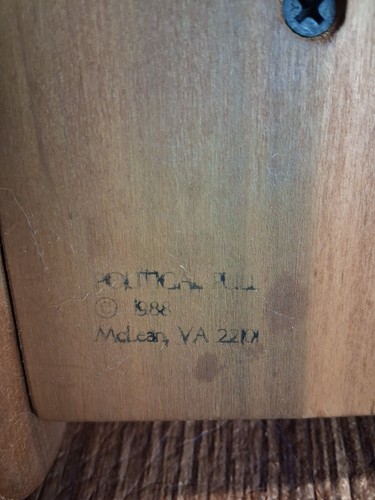 POLITICAL PULL
© 1988
McLean, VA 22101